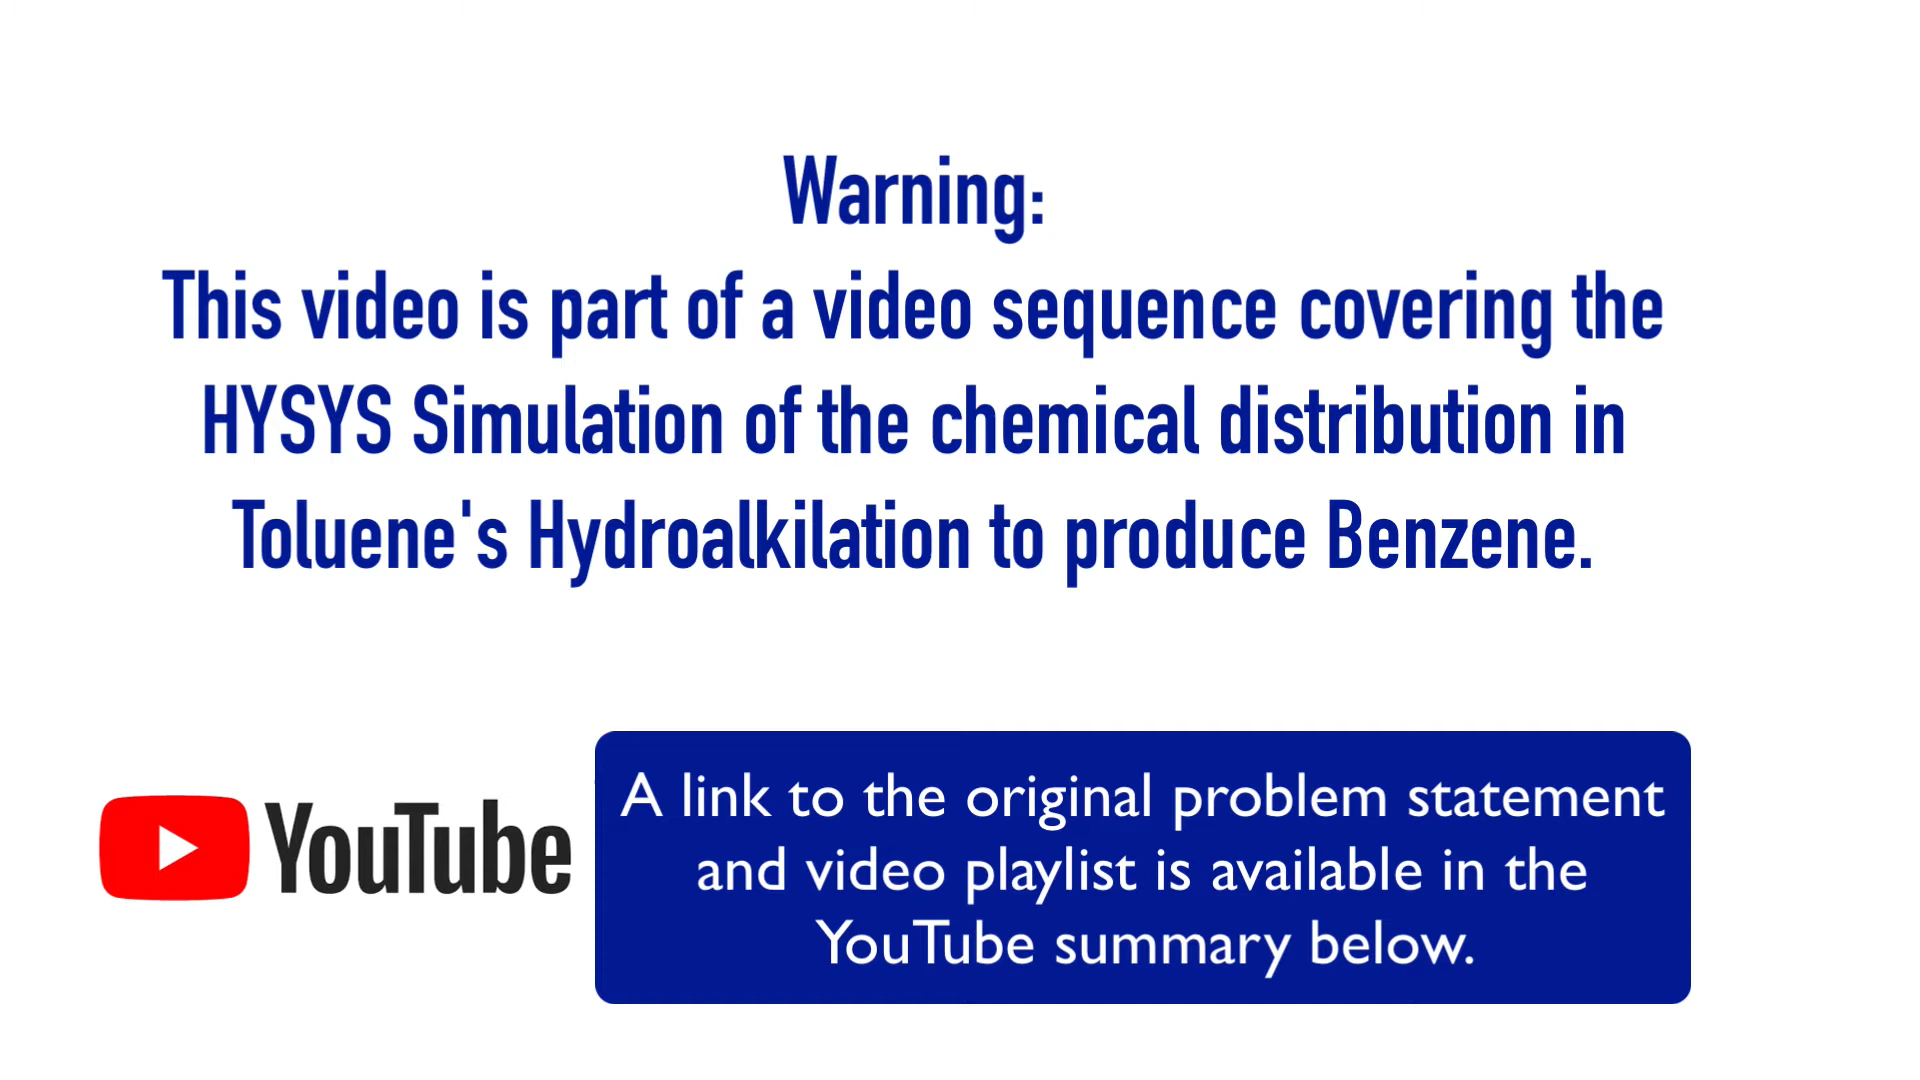 Warning:
This video is part of a video sequence covering the
HYSYS Simulation of the chemical distribution in
Toluene's Hydroalkilation to produce Benzene.
YouTube
A link to the original problem statement
and video playlist is available in the
YouTube summary below.